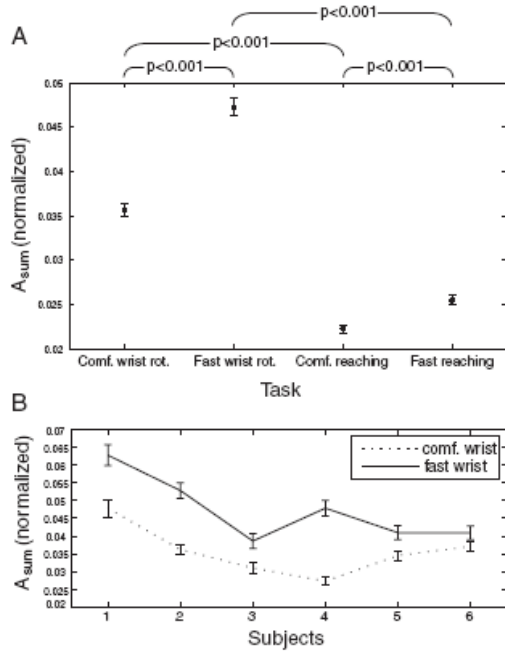 A
p<0.001
p<0.001
p<0.001 p<0.001
A sum (normalized)
0.05
0.045
0.04
0.035
0.03
0.025
0.02
Comf. wrist rot. Fast wrist rot. Comf. reaching Fast reaching
Task
B
A sum (normalized)
0.07
0.065
0.06
0.055
0.05
0.045
0.04
0.035
0.03
0.025
0.02
comf. wrist
fast wrist
1 2 3 4 5 6
Subjects